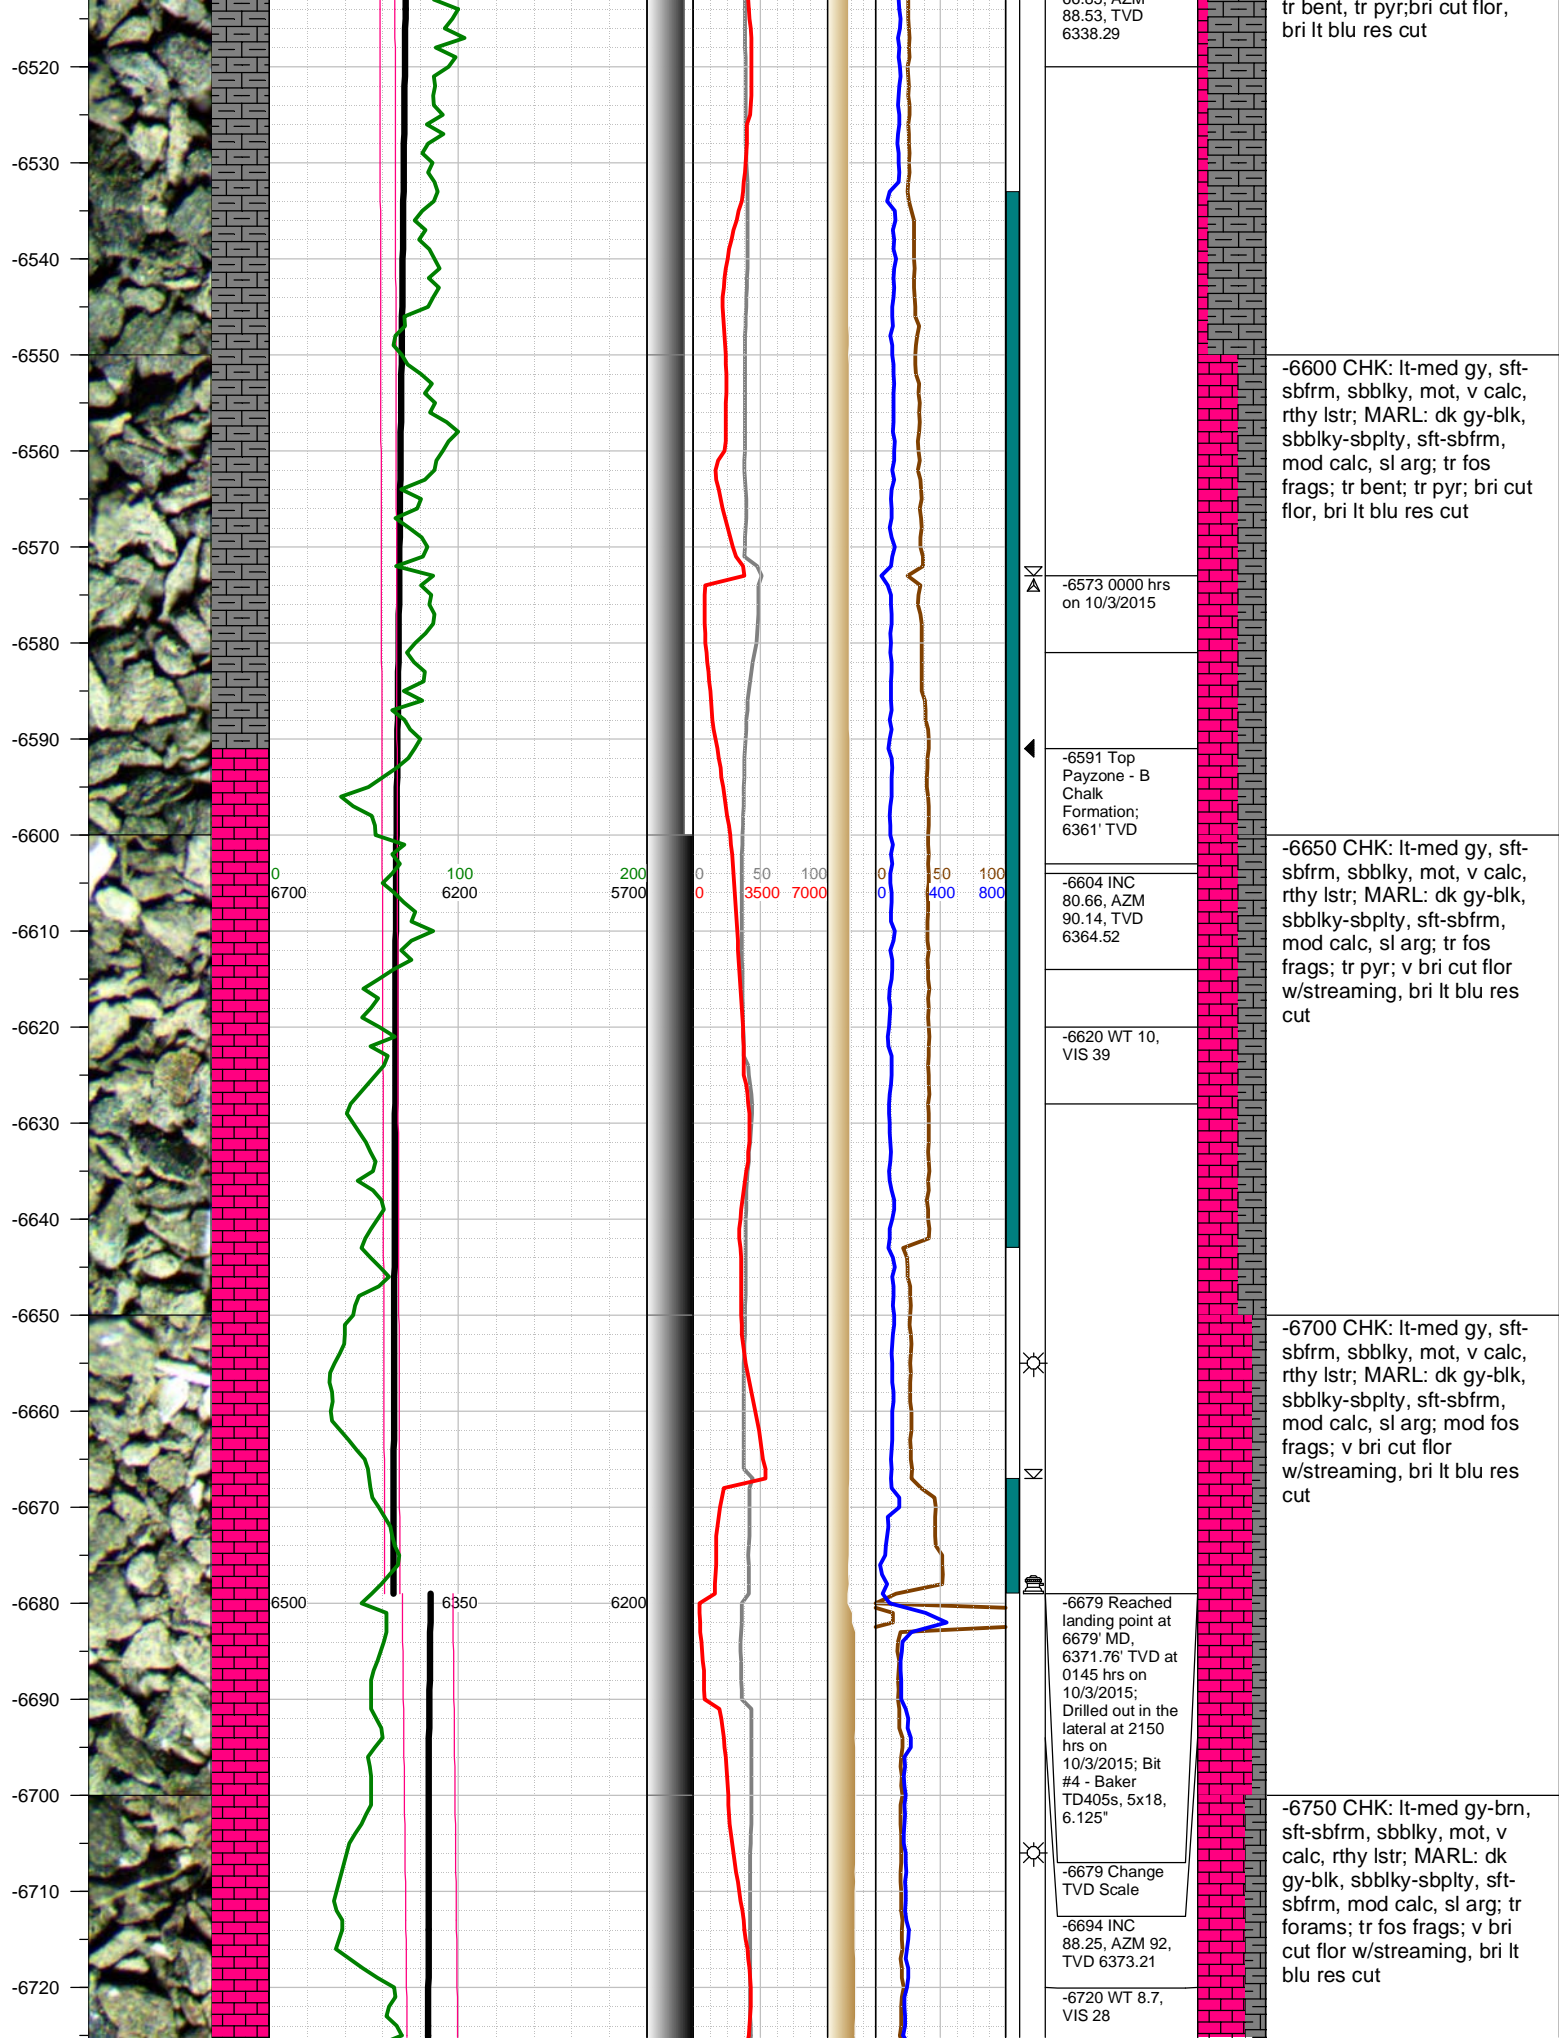 88.53, TVD
6338.29
tr bent, tr pyr;bri cut flor,
bri lt blu res cut
-6520
-6530
-6540
-6550
-6560
-6570
-6580
-6590
-6600
-6610
-6620
-6630
-6640
-6650
-6660
-6670
-6680
-6690
-6700
-6710
-6720
0 100 200
6700 6200 5700
0 50 100
0 3500 7000
0 50 100
0 400 800
6500 6350 6200
-6573 0000 hrs
on 10/3/2015
-6591 Top
Payzone - B
Chalk
Formation;
6361' TVD
-6604 INC
80.66, AZM
90.14, TVD
6364.52
-6620 WT 10,
VIS 39
-6679 Reached
landing point at
6679' MD,
6371.76' TVD at
0145 hrs on
10/3/2015;
Drilled out in the
lateral at 2150
hrs on
10/3/2015; Bit
#4 - Baker
TD405s, 5x18,
6.125"
-6679 Change
TVD Scale
-6694 INC
88.25, AZM 92,
TVD 6373.21
-6720 WT 8.7,
VIS 28
-6600 CHK: lt-med gy, sft-
sbfrm, sbblky, mot, v calc,
rthy lstr; MARL: dk gy-blk,
sbblky-sbplty, sft-sbfrm,
mod calc, sl arg; tr fos
frags; tr bent; tr pyr; bri cut
flor, bri lt blu res cut
-6650 CHK: lt-med gy, sft-
sbfrm, sbblky, mot, v calc,
rthy lstr; MARL: dk gy-blk,
sbblky-sbplty, sft-sbfrm,
mod calc, sl arg; tr fos
frags; tr pyr; v bri cut flor
w/streaming, bri lt blu res
cut
-6700 CHK: lt-med gy, sft-
sbfrm, sbblky, mot, v calc,
rthy lstr; MARL: dk gy-blk,
sbblky-sbplty, sft-sbfrm,
mod calc, sl arg; mod fos
frags; v bri cut flor
w/streaming, bri lt blu res
cut
-6750 CHK: lt-med gy-brn,
sft-sbfrm, sbblky, mot, v
calc, rthy lstr; MARL: dk
gy-blk, sbblky-sbplty, sft-
sbfrm, mod calc, sl arg; tr
forams; tr fos frags; v bri
cut flor w/streaming, bri lt
blu res cut